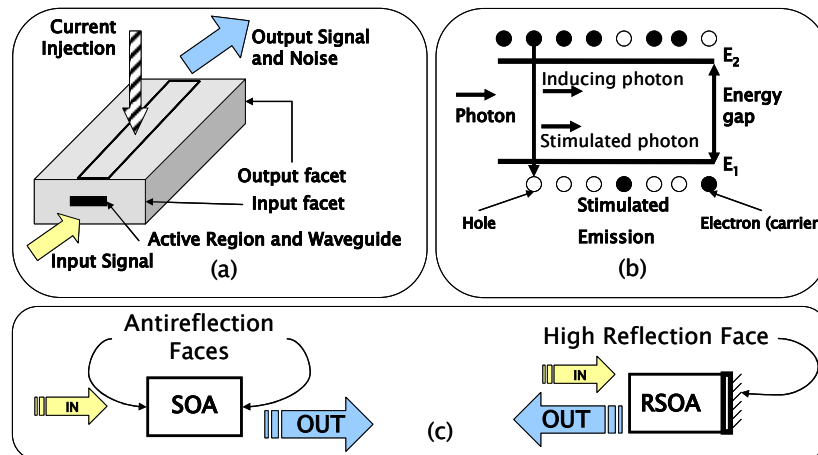 Current
Injection
Output Signal
and Noise
Output facet
Input facet
Active Region and Waveguide
Input Signal
(a)
E2
Inducing photon
Photon
Energy
gap
Stimulated photon
E1
Hole
Stimulated
Emission
Electron (carrier
(b)
Antireflection
Faces
IN
SOA
OUT
(c)
High Reflection Face
IN
OUT
RSOA